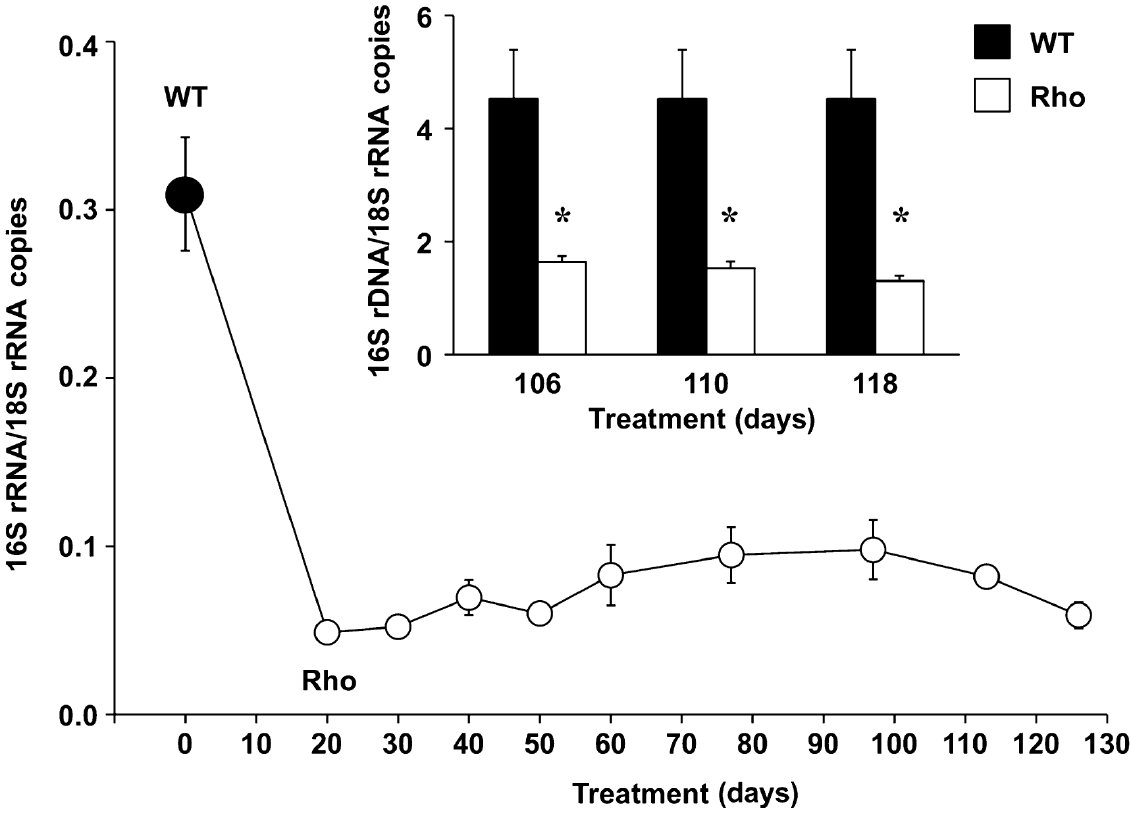 16S rRNA/18S rRNA copies
0.4
0.3
0.2
0.1
0.0
WT
Rho
0 10 20 30 40 50 60 70 80 90 100 110 120 130
Treatment (days)
16S rDNA/18S rRNA copies
6
4
2
0
* * *
106 110 118
Treatment (days)
WT
Rho